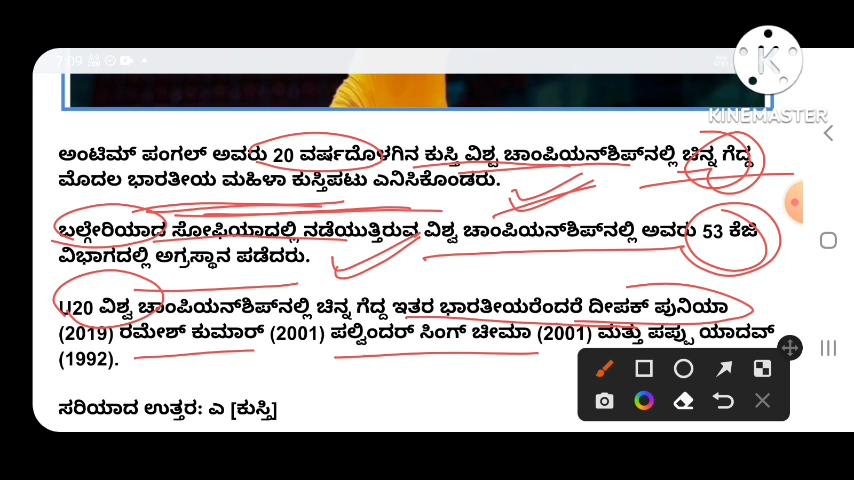 7:09
KINEMASTER
ಅಂಟಿಮ್ ಪಂಗಲ್ ಅವರು 20 ವರ್ಷದೊಳಗಿನ ಕುಸ್ತಿ ವಿಶ್ವ ಚಾಂಪಿಯನ್‌ಶಿಪ್‌ನಲ್ಲಿ ಚಿನ್ನ ಗೆದ್ದ
ಮೊದಲ ಭಾರತೀಯ ಮಹಿಳಾ ಕುಸ್ತಿಪಟು ಎನಿಸಿಕೊಂಡರು.
ಬಲ್ಗೇರಿಯಾದ ಸೋಫಿಯಾದಲ್ಲಿ ನಡೆಯುತ್ತಿರುವ ವಿಶ್ವ ಚಾಂಪಿಯನ್‌ಶಿಪ್‌ನಲ್ಲಿ ಅವರು 53 ಕೆಜಿ
ವಿಭಾಗದಲ್ಲಿ ಅಗ್ರಸ್ಥಾನ ಪಡೆದರು.
U20 ವಿಶ್ವ ಚಾಂಪಿಯನ್‌ಶಿಪ್‌ನಲ್ಲಿ ಚಿನ್ನ ಗೆದ್ದ ಇತರ ಭಾರತೀಯರೆಂದರೆ ದೀಪಕ್ ಪುನಿಯಾ
(2019) ರಮೇಶ್ ಕುಮಾರ್ (2001) ಪಲ್ವಿಂದರ್ ಸಿಂಗ್ ಚೀಮಾ (2001) ಮತ್ತು ಪಪ್ಪು ಯಾದವ್
(1992).
ಸರಿಯಾದ ಉತ್ತರ: ಎ [ಕುಸ್ತಿ]